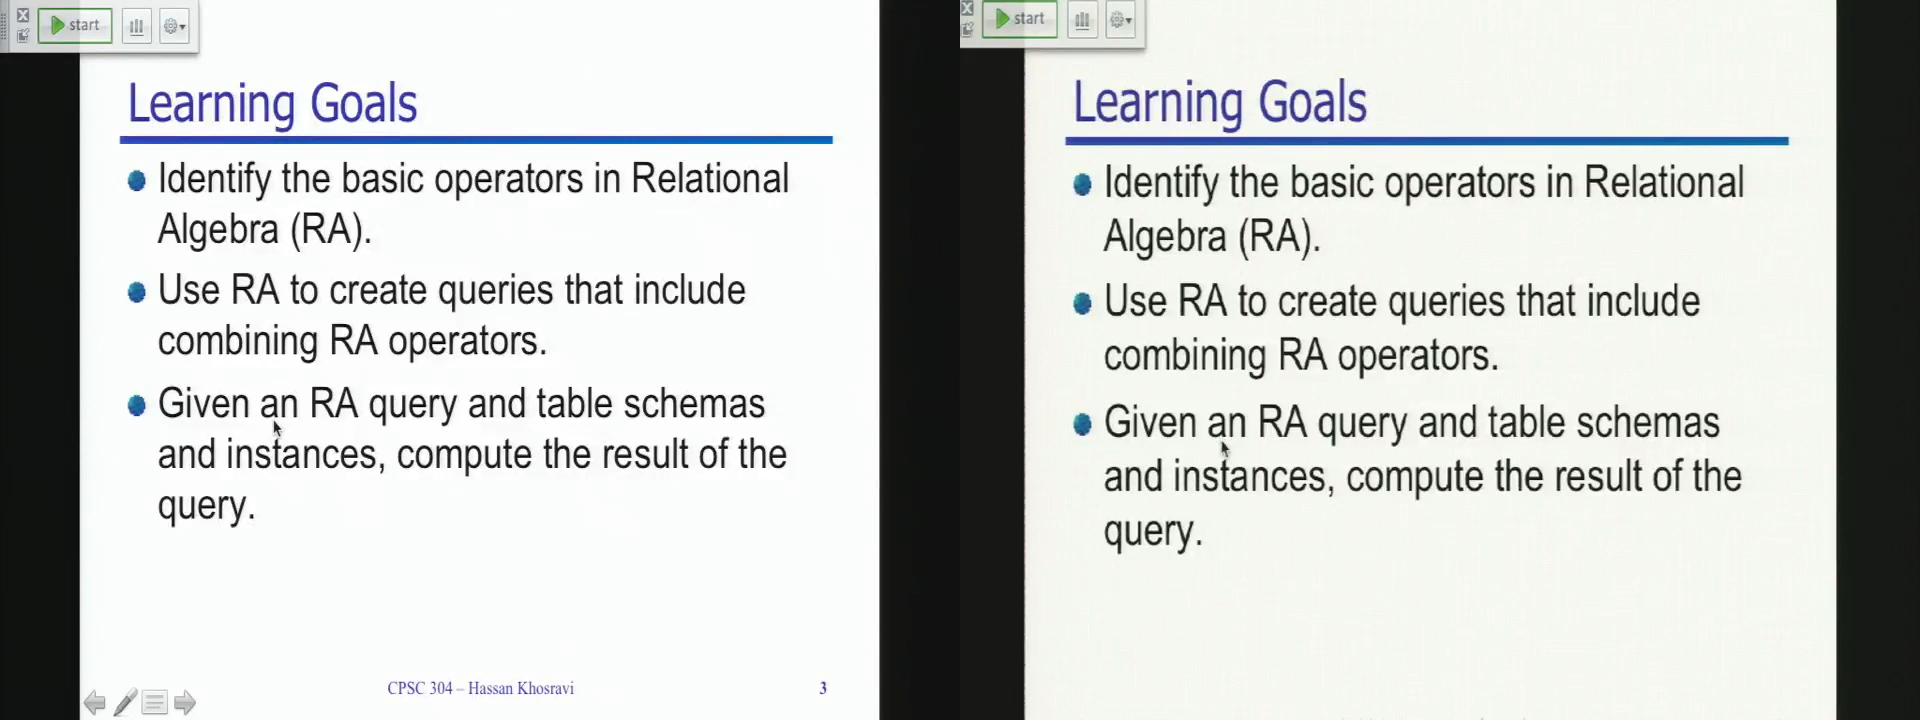 start
Learning Goals
Identify the basic operators in Relational
Algebra (RA).
Use RA to create queries that include
combining RA operators.
Given an RA query and table schemas
and instances, compute the result of the
query.
CPSC 304 – Hassan Khosravi
3
start
Learning Goals
Identify the basic operators in Relational
Algebra (RA).
Use RA to create queries that include
combining RA operators.
Given an RA query and table schemas
and instances, compute the result of the
query.